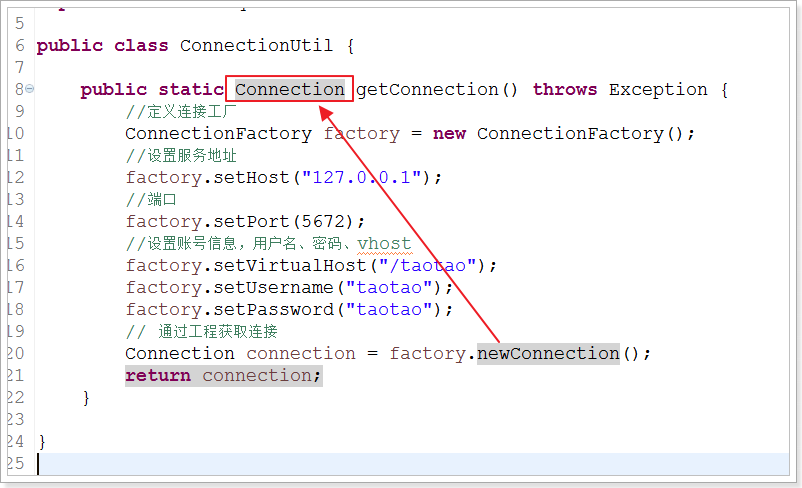 5
6 public class ConnectionUtil {
7
8 public static Connection getConnection() throws Exception {
9 //定义连接工厂
10 ConnectionFactory factory = new ConnectionFactory();
11 //设置服务地址
12 factory.setHost("127.0.0.1");
13 //端口
14 factory.setPort(5672);
15 //设置账号信息，用户名、密码、vhost
16 factory.setVirtualHost("/taotao");
17 factory.setUsername("taotao");
18 factory.setPassword("taotao");
19 // 通过工程获取连接
20 Connection connection = factory.newConnection();
21 return connection;
22 }
23
24 }
25